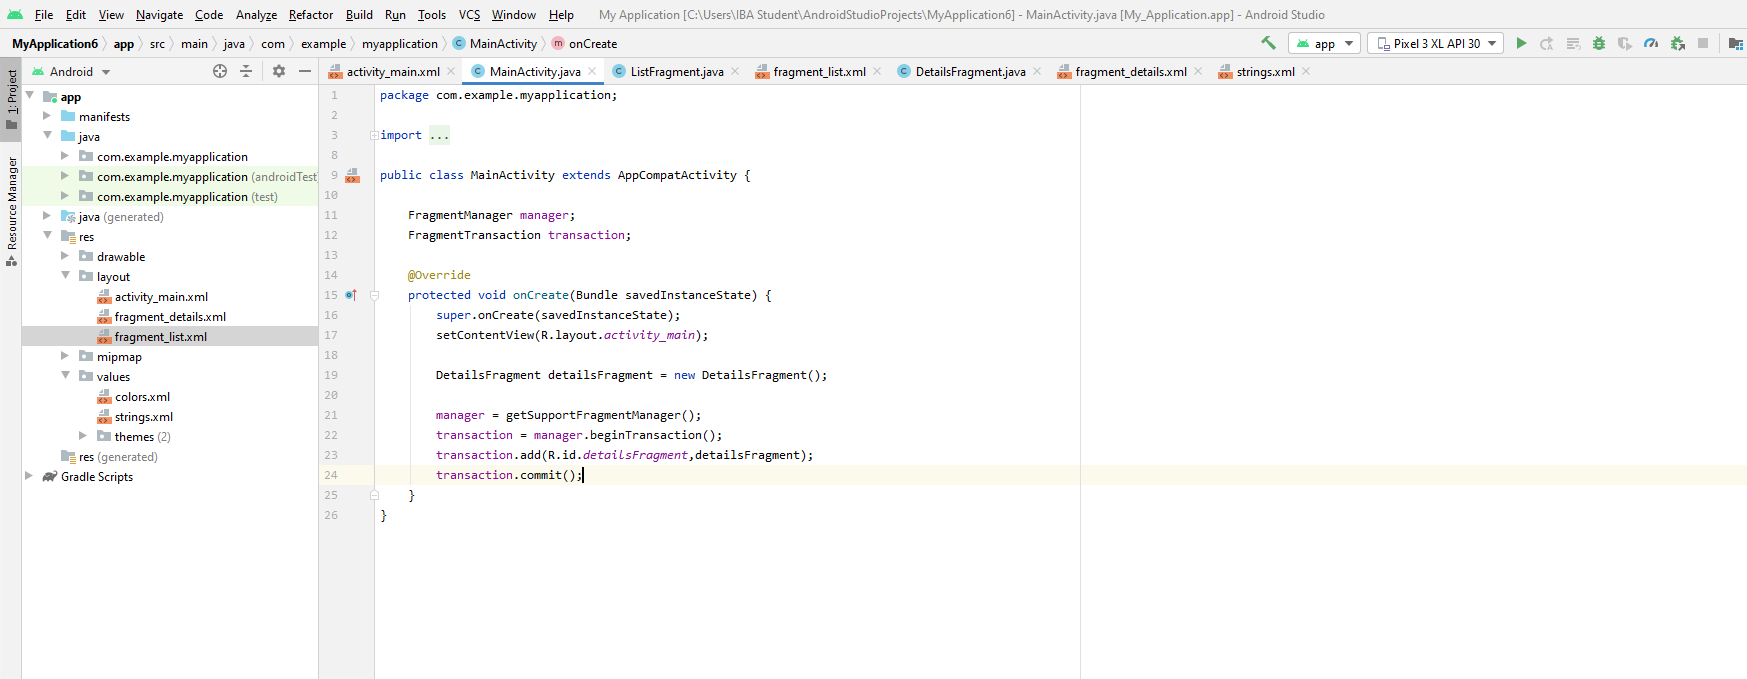 File Edit View Navigate Code Analyze Refactor Build Run Tools VCS Window Help My Application [C:\Users\IBA Student\AndroidStudioProjects\MyApplication6] - MainActivity.java [My_Application.app] - Android Studio
MyApplication6 app src main java com example myapplication MainActivity onCreate app Pixel 3 XL API 30
1: Project
Resource Manager
Android
app
manifests
java
com.example.myapplication
com.example.myapplication (androidTest
com.example.myapplication (test)
java (generated)
res
drawable
layout
activity_main.xml
fragment_details.xml
fragment_list.xml
mipmap
values
colors.xml
strings.xml
themes (2)
res (generated)
Gradle Scripts
activity_main.xml MainActivity.java ListFragment.java fragment_list.xml DetailsFragment.java fragment_details.xml strings.xml
1 package com.example.myapplication;
2
3 import ...
8
9 public class MainActivity extends AppCompatActivity {
10
11 FragmentManager manager;
12 FragmentTransaction transaction;
13
14 @Override
15 protected void onCreate(Bundle savedInstanceState) {
16 super.onCreate(savedInstanceState);
17 setContentView(R.layout.activity_main);
18
19 DetailsFragment detailsFragment = new DetailsFragment();
20
21 manager = getSupportFragmentManager();
22 transaction = manager.beginTransaction();
23 transaction.add(R.id.detailsFragment,detailsFragment);
24 transaction.commit();
25 }
26 }